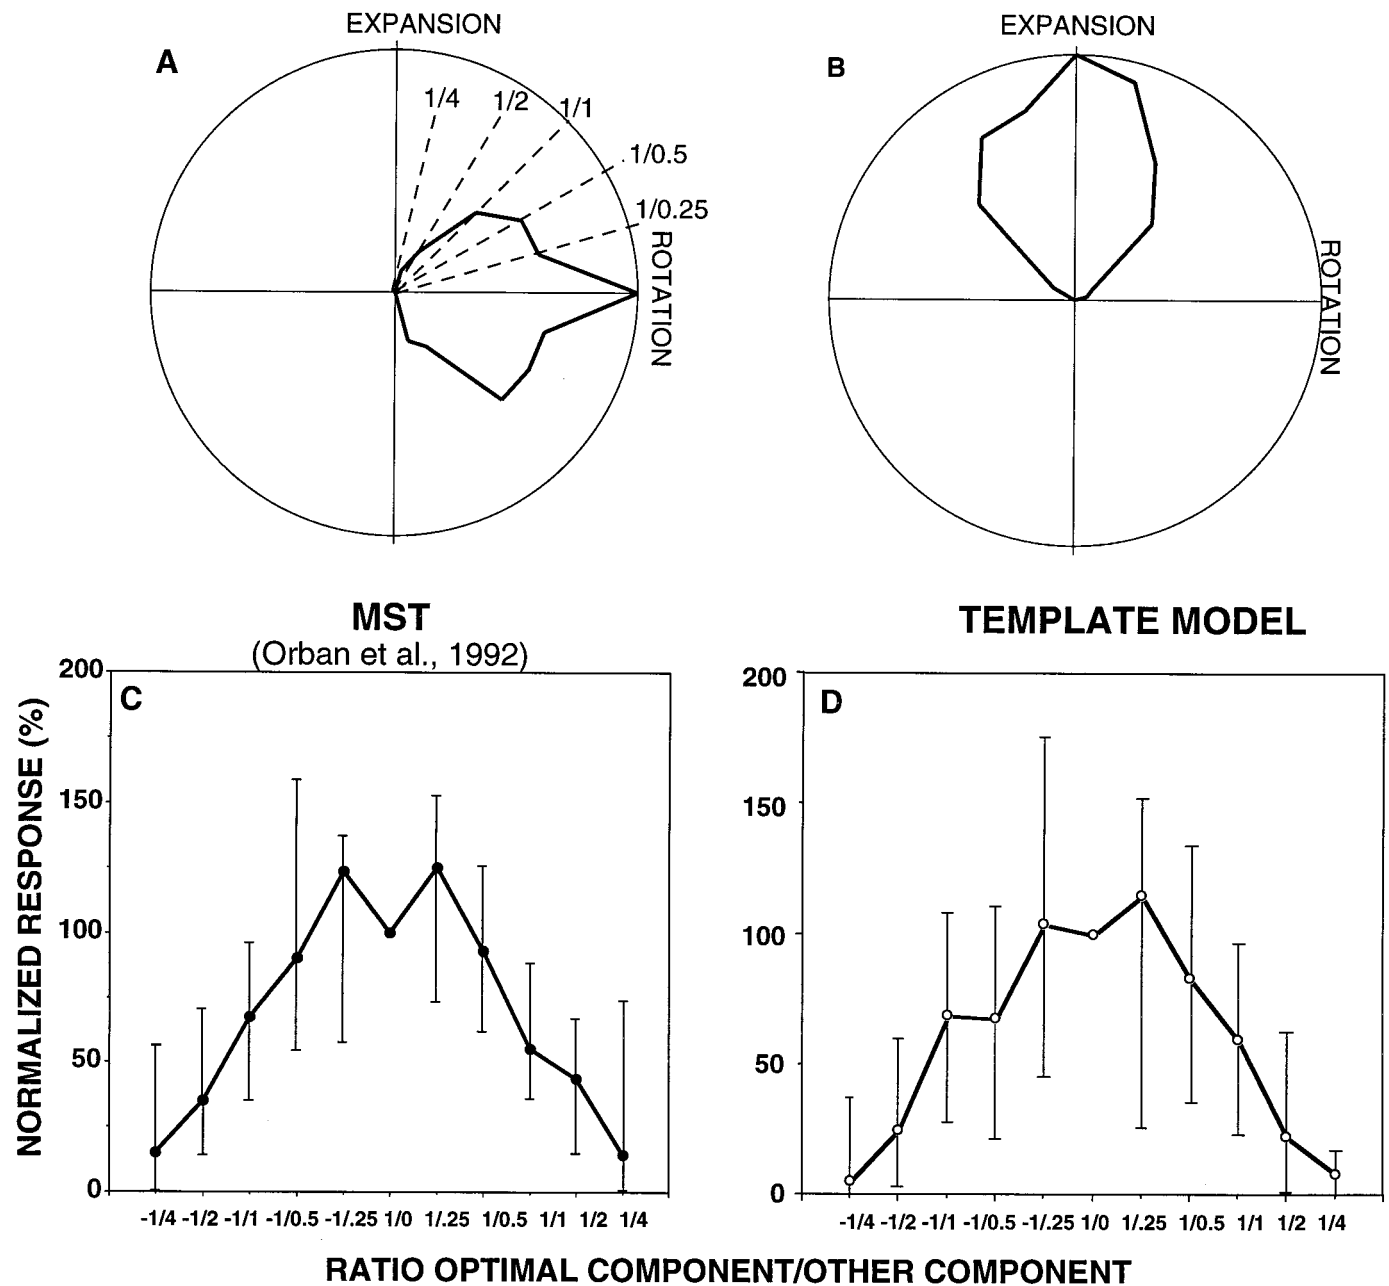 EXPANSION
A
1/4
1/2
1/1
1/0.5
1/0.25
ROTATION
EXPANSION
B
ROTATION
MST
(Orban et al., 1992)
TEMPLATE MODEL
NORMALIZED RESPONSE (%)
200
150
100
50
0
C
-1/4 -1/2 -1/1 -1/0.5 -1/.25 1/0 1/.25 1/0.5 1/1 1/2 1/4
200
150
100
50
0
D
-1/4 -1/2 -1/1 -1/0.5 -1/.25 1/0 1/.25 1/0.5 1/1 1/2 1/4
RATIO OPTIMAL COMPONENT/OTHER COMPONENT